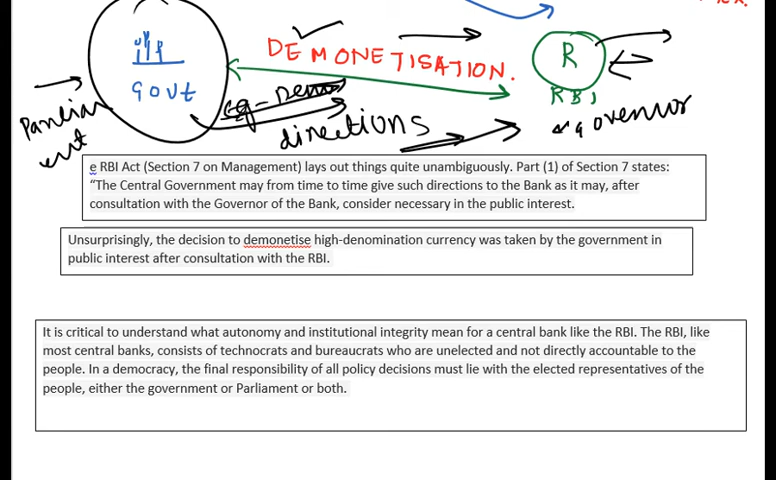 DEMONETISATION.
R
Govt
RBI
Parliament
directions
governor
e RBI Act (Section 7 on Management) lays out things quite unambiguously. Part (1) of Section 7 states:
“The Central Government may from time to time give such directions to the Bank as it may, after
consultation with the Governor of the Bank, consider necessary in the public interest.
Unsurprisingly, the decision to demonetise high-denomination currency was taken by the government in
public interest after consultation with the RBI.
It is critical to understand what autonomy and institutional integrity mean for a central bank like the RBI. The RBI, like
most central banks, consists of technocrats and bureaucrats who are unelected and not directly accountable to the
people. In a democracy, the final responsibility of all policy decisions must lie with the elected representatives of the
people, either the government or Parliament or both.